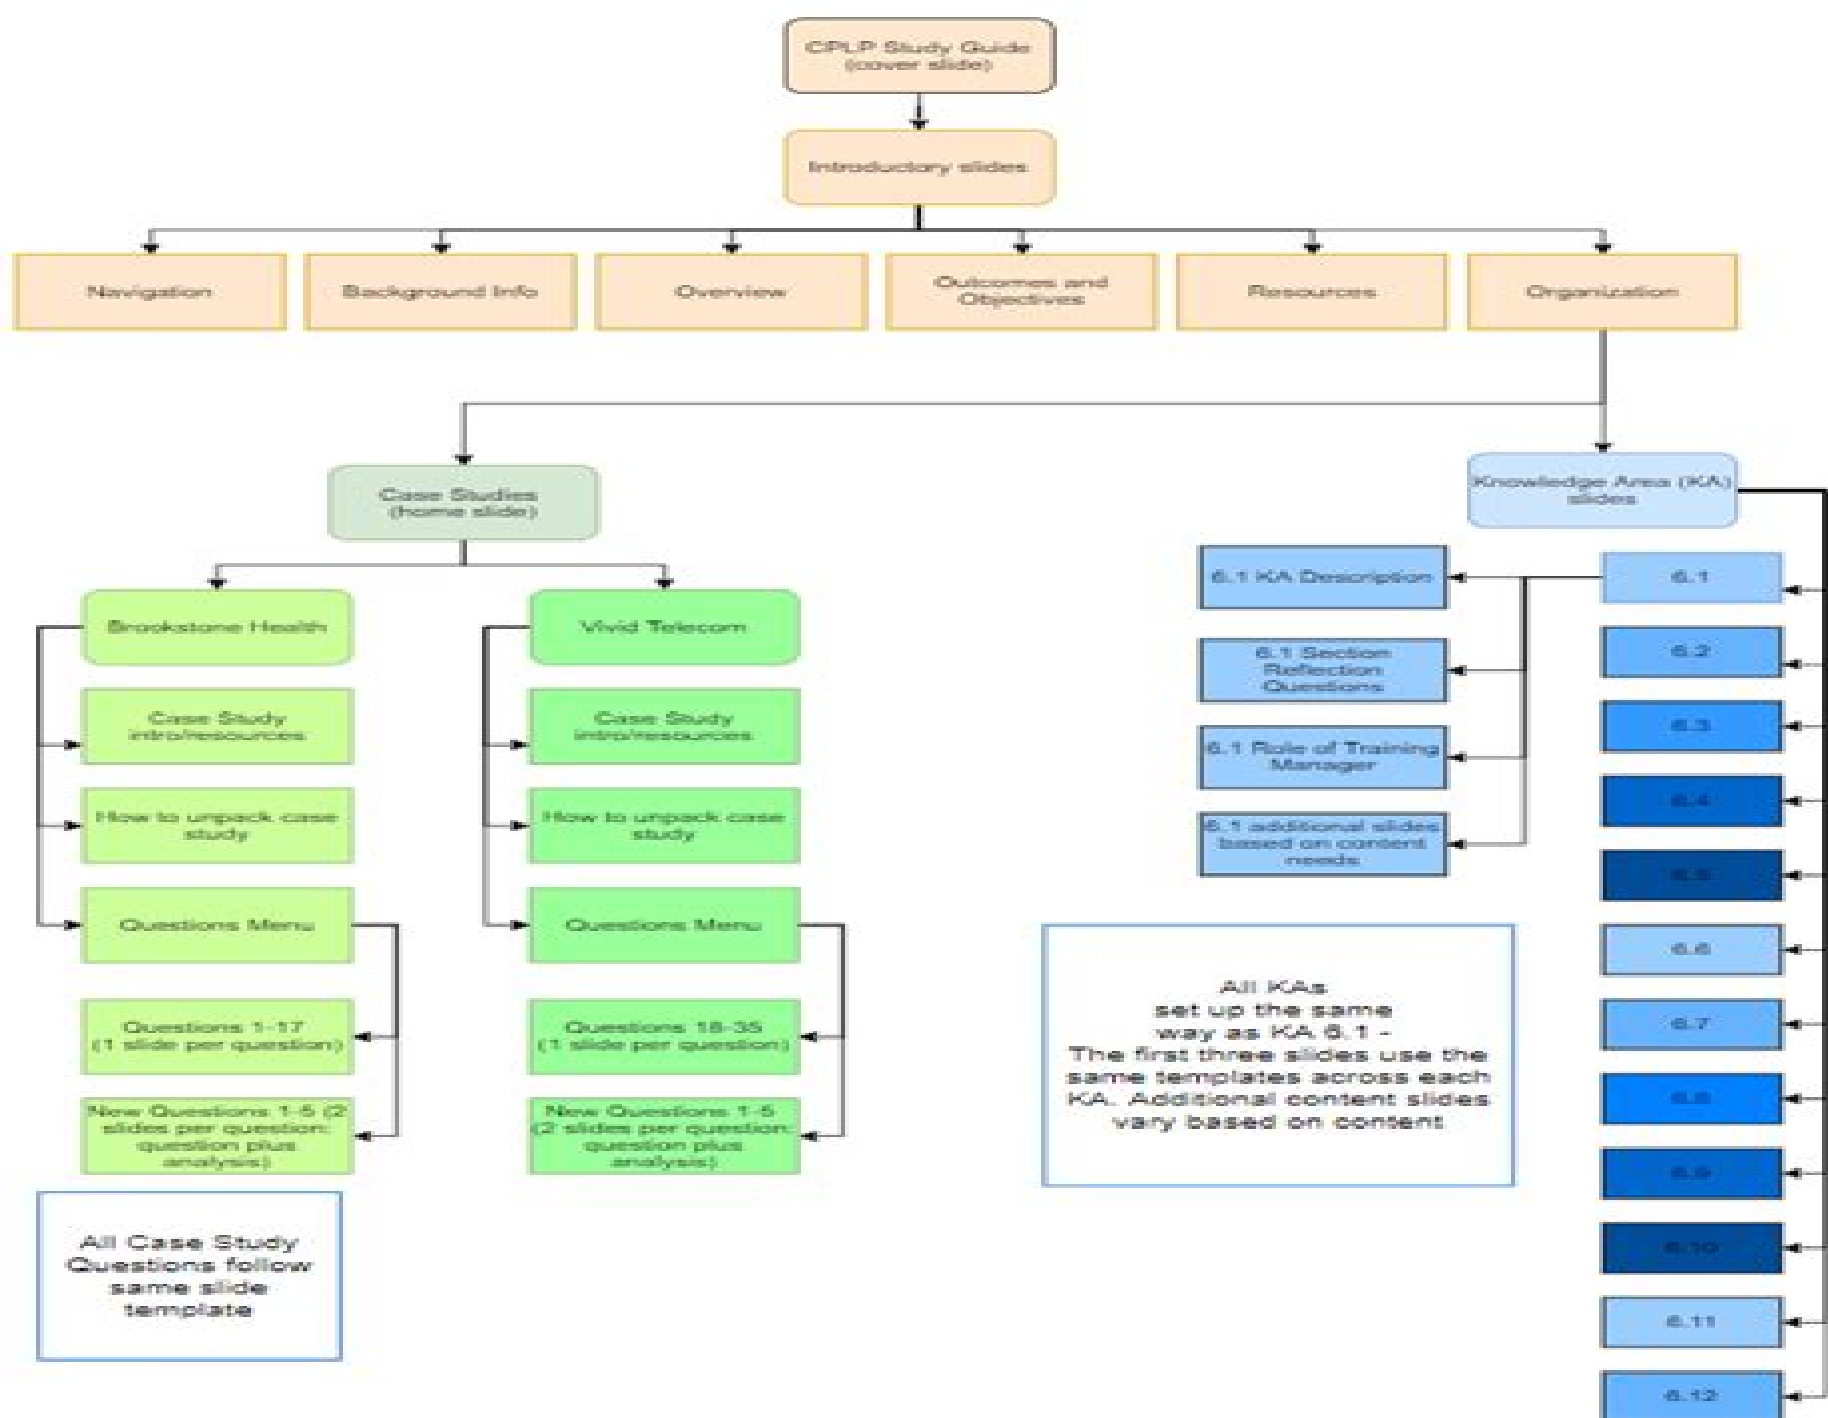 CPLP Study Guide
(cover slide)
Introductory slides
Navigation
Background Info
Overview
Outcomes and
Objectives
Resources
Organization
Case Studies
(home slide)
Knowledge Area (KA)
slides
Brookstone Health
Case Study
intro/resources
How to unpack case
study
Questions Menu
Questions 1-17
(1 slide per question)
New Questions 1-5 (2
slides per question:
question plus
analysis)
All Case Study
Questions follow
same slide
template
Vivid Telecom
Case Study
intro/resources
How to unpack case
study
Questions Menu
Questions 18-35
(1 slide per question)
New Questions 1-5
(2 slides per question:
question plus
analysis)
6.1 KA Description
6.1 Section
Reflection
Questions
6.1 Role of Training
Manager
6.1 additional slides
based on content
needs
All KAs
set up the same
way as KA 6.1 -
The first three slides use the
same templates across each
KA. Additional content slides
vary based on content
6.1
6.2
6.3
6.4
6.5
6.6
6.7
6.8
6.9
6.10
6.11
6.12